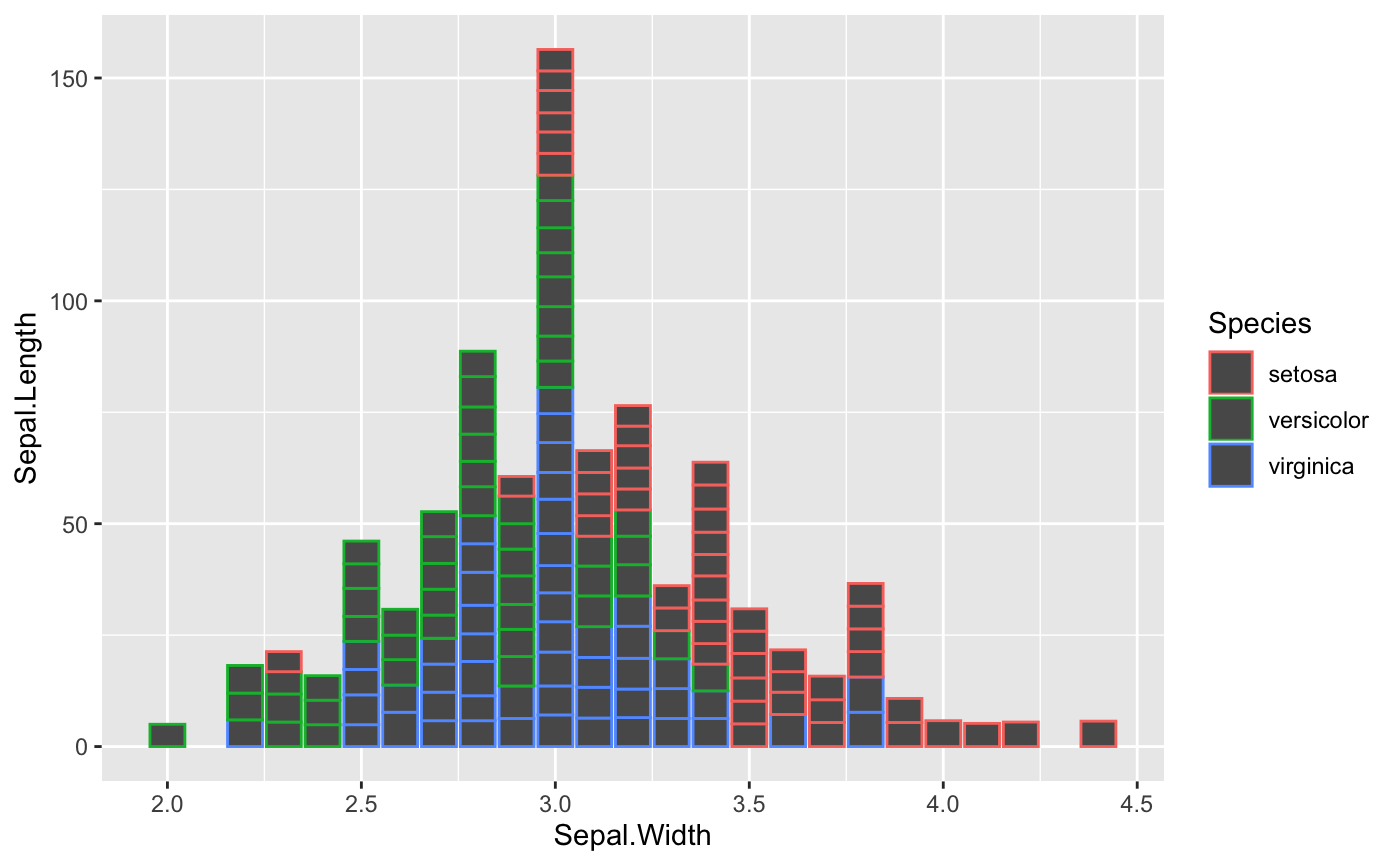 150
100
50
0
Sepal.Length
2.0 2.5 3.0 3.5 4.0 4.5
Sepal.Width
Species
setosa
versicolor
virginica